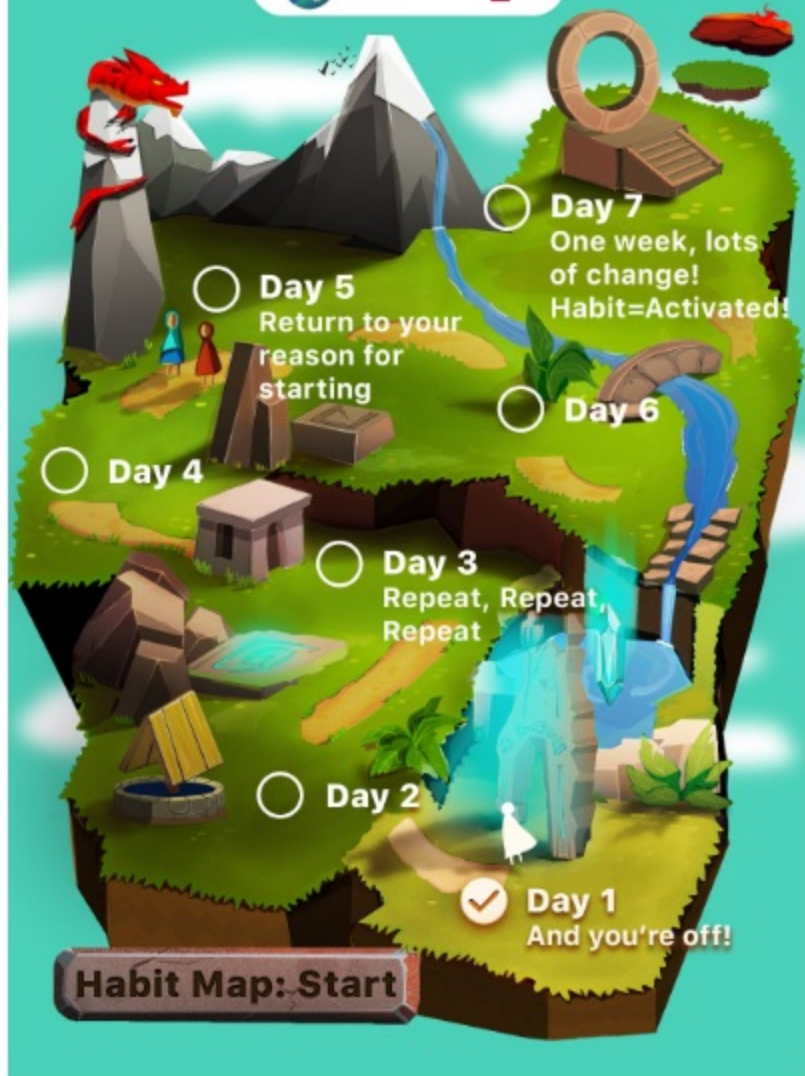 Day 7
One week, lots
of change!
Habit=Activated!
Day 5
Return to your
reason for
starting
Day 6
Day 4
Day 3
Repeat, Repeat,
Repeat
Day 2
Day 1
And you're off!
Habit Map: Start